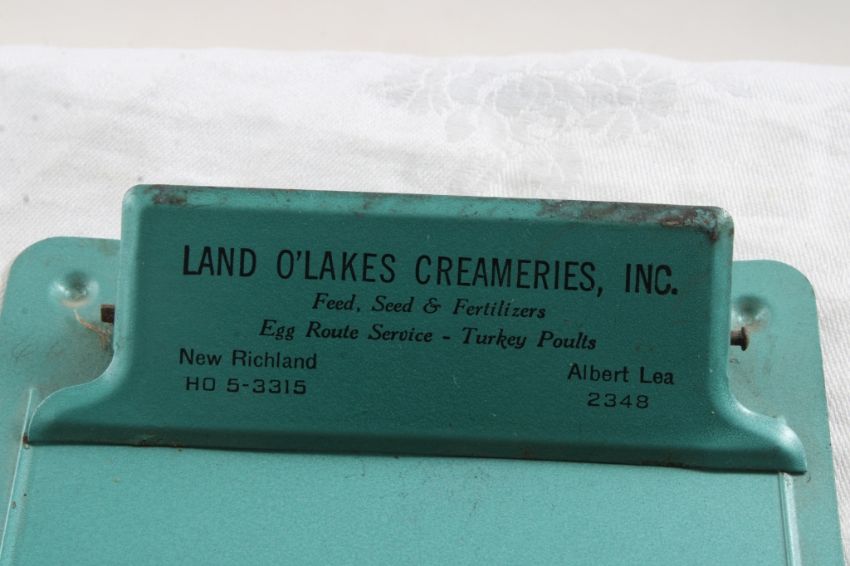 LAND O'LAKES CREAMERIES, INC.
Feed, Seed & Fertilizers
Egg Route Service - Turkey Poults
New Richland Albert Lea
HO 5-3315 2348